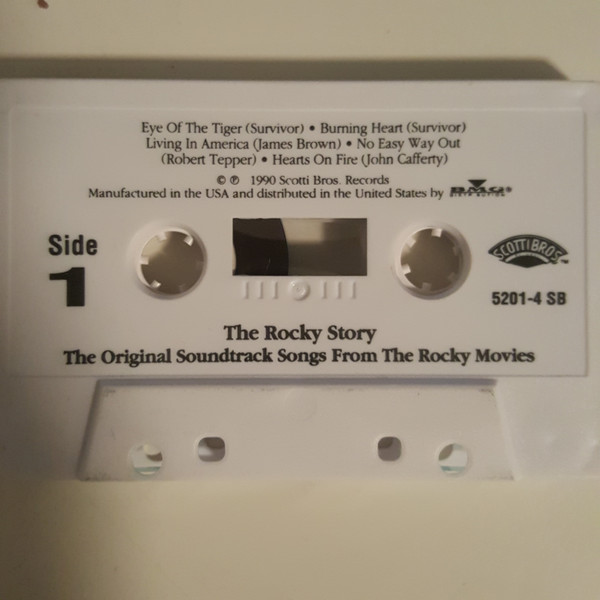 Eye Of The Tiger (Survivor) • Burning Heart (Survivor)
Living In America (James Brown) • No Easy Way Out
(Robert Tepper) • Hearts On Fire (John Cafferty)
© ℗ 1990 Scotti Bros. Records
Manufactured in the USA and distributed in the United States by BMG®
Side
1
SCOTTI BROS.™
5201-4 SB
The Rocky Story
The Original Soundtrack Songs From The Rocky Movies